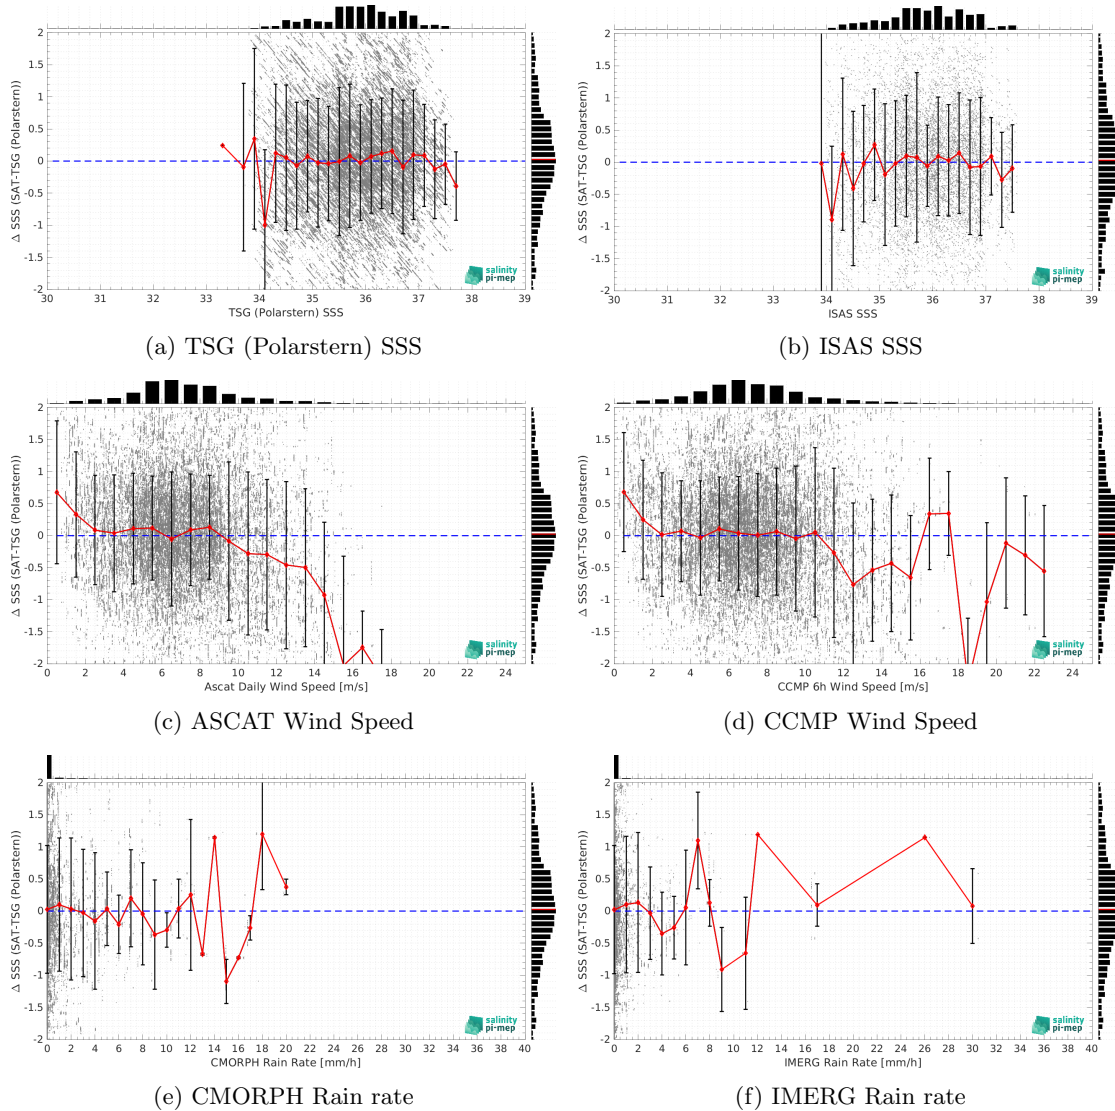 2
1.5
1
0.5
0
-0.5
-1
-1.5
-2
Δ SSS (SAT-TSG (Polarstern))
salinity
pi-mep
30 31 32 33 34 35 36 37 38 39
TSG (Polarstern) SSS
(a) TSG (Polarstern) SSS
2
1.5
1
0.5
0
-0.5
-1
-1.5
-2
Δ SSS (SAT-TSG (Polarstern))
salinity
pi-mep
30 31 32 33 34 35 36 37 38 39
ISAS SSS
(b) ISAS SSS
2
1.5
1
0.5
0
-0.5
-1
-1.5
-2
Δ SSS (SAT-TSG (Polarstern))
salinity
pi-mep
0 2 4 6 8 10 12 14 16 18 20 22 24
Ascat Daily Wind Speed [m/s]
(c) ASCAT Wind Speed
2
1.5
1
0.5
0
-0.5
-1
-1.5
-2
Δ SSS (SAT-TSG (Polarstern))
salinity
pi-mep
0 2 4 6 8 10 12 14 16 18 20 22 24
CCMP 6h Wind Speed [m/s]
(d) CCMP Wind Speed
2
1.5
1
0.5
0
-0.5
-1
-1.5
-2
Δ SSS (SAT-TSG (Polarstern))
salinity
pi-mep
0 2 4 6 8 10 12 14 16 18 20 22 24 26 28 30 32 34 36 38 40
CMORPH Rain Rate [mm/h]
(e) CMORPH Rain rate
2
1.5
1
0.5
0
-0.5
-1
-1.5
-2
Δ SSS (SAT-TSG (Polarstern))
salinity
pi-mep
0 2 4 6 8 10 12 14 16 18 20 22 24 26 28 30 32 34 36 38 40
IMERG Rain Rate [mm/h]
(f) IMERG Rain rate